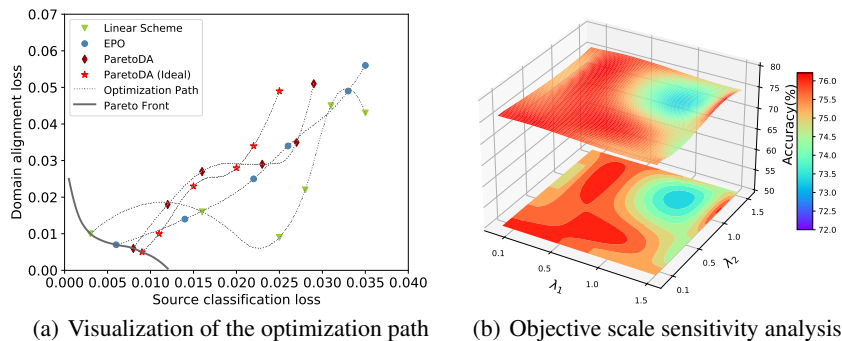 0.07
0.06
0.05
0.04
0.03
0.02
0.01
0.00
Domain alignment loss
Linear Scheme
EPO
ParetoDA
ParetoDA (Ideal)
Optimization Path
Pareto Front
0.000 0.005 0.010 0.015 0.020 0.025 0.030 0.035 0.040
Source classification loss
(a) Visualization of the optimization path
80
75
70
65
60
55
50
Accuracy(%)
0.1
0.5
1.0
1.5
λ1
0.1
0.5
1.0
1.5
λ2
76.0
75.5
75.0
74.5
74.0
73.5
73.0
72.5
72.0
(b) Objective scale sensitivity analysis